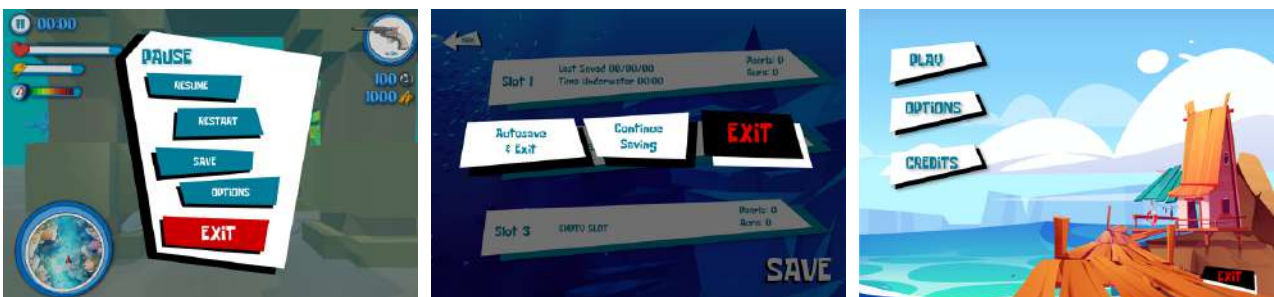 00:00
PAUSE
RESUME
RESTART
SAVE
OPTIONS
EXIT
100
1000
Slot 1
Last Saved 00/00/00
Time Underwater 00:00
Pearls: 0
Guns: 0
Autosave
& Exit
Continue
Saving
EXIT
Slot 3
EMPTY SLOT
Pearls: 0
Guns: 0
SAVE
PLAY
OPTIONS
CREDITS
EXIT